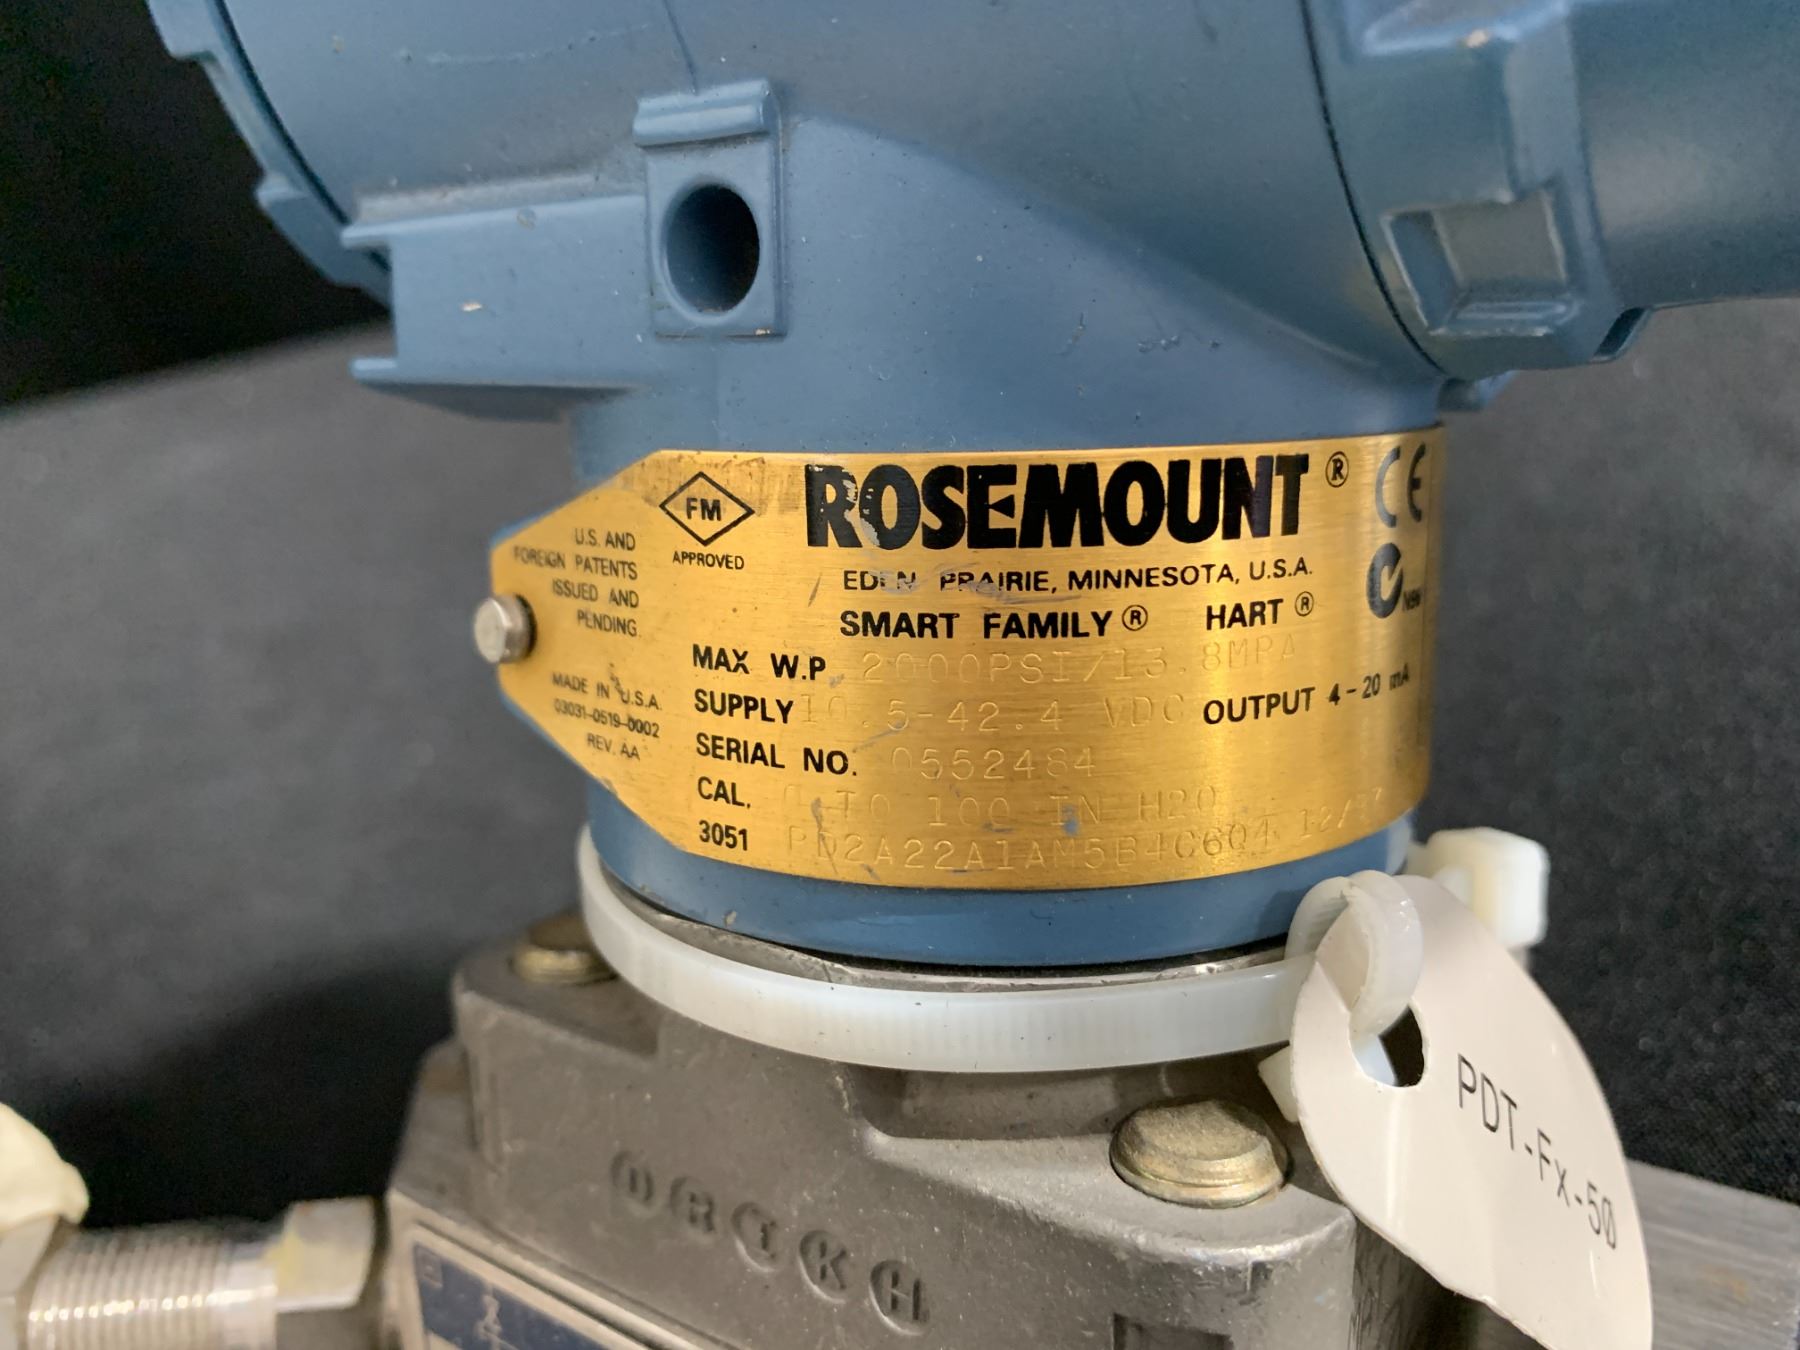 U.S. AND
FOREIGN PATENTS
ISSUED AND
PENDING.
MADE IN U.S.A.
03031-0519-0002
REV. AA
FM
APPROVED
ROSEMOUNT®
CE
EDEN PRAIRIE, MINNESOTA, U.S.A.
SMART FAMILY® HART®
MAX W.P. 2000PSI/13.8MPA
SUPPLY 10.5-42.4 VDC OUTPUT 4-20 mA
SERIAL NO. 0552484
CAL. 0 TO 100 IN H2O
3051 PD2A22A1AM5B4C6Q4
PDT-Fx-50